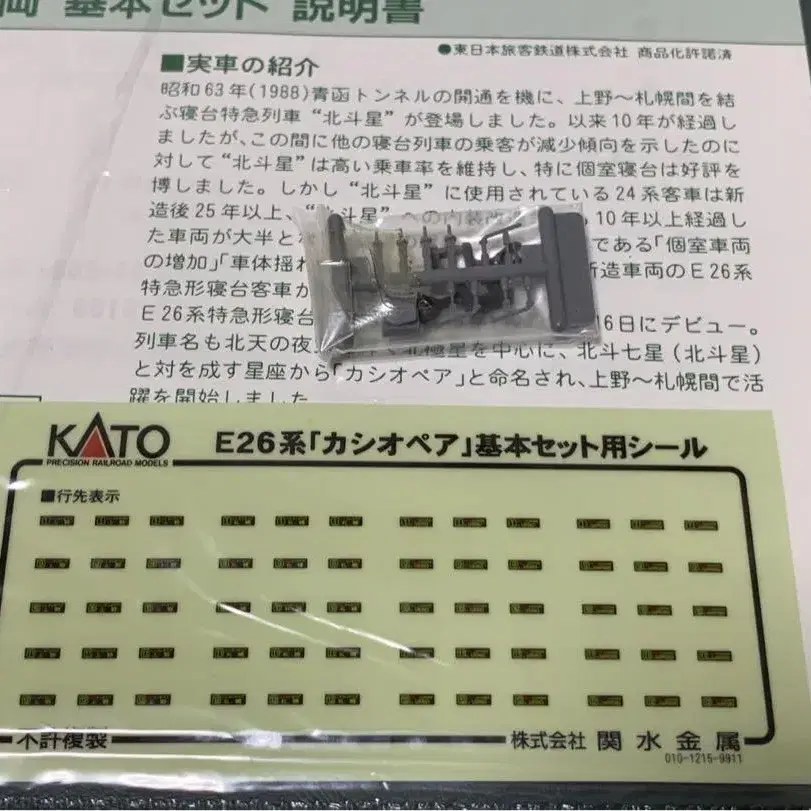 両 基本セット 説明書
●東日本旅客鉄道株式会社 商品化許諾済
■実車の紹介
昭和63年(1988)青函トンネルの開通を機に、上野～札幌間を結
ぶ寝台特急列車“北斗星”が登場しました。以来10年が経過し
ましたが、この間に他の寝台列車の乗客が減少傾向を示したのに
対して“北斗星”は高い乗車率を維持し、特に個室寝台は好評を
博しました。しかし“北斗星”に使用されている24系客車は新
造後25年以上、“北斗星”への内装改 10年以上経過し
た車両が大半と である「個室車両
の増加」「車体揺れ 新造車両のE26系
特急形寝台客車が
E26系特急形寝台 16日にデビュー。
列車名も北天の夜 北極星を中心に、北斗七星(北斗星)
と対を成す星座から「カシオペア」と命名され、上野～札幌間で活
躍を開始しました
KATO
PRECISION RAILROAD MODELS
E26系「カシオペア」基本セット用シール
■行先表示
不許複製
株式会社 関水金属
010-1215-9911